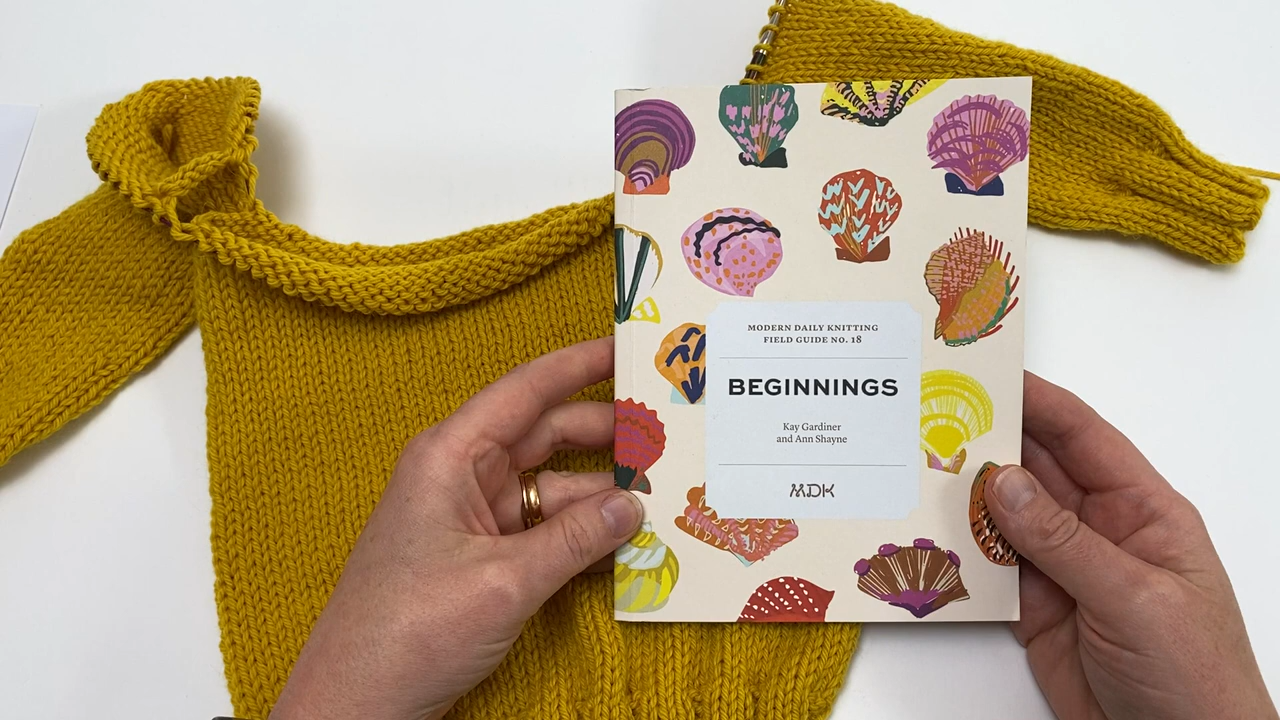 MODERN DAILY KNITTING
FIELD GUIDE NO. 18
BEGINNINGS
Kay Gardiner
and Ann Shayne
MDK